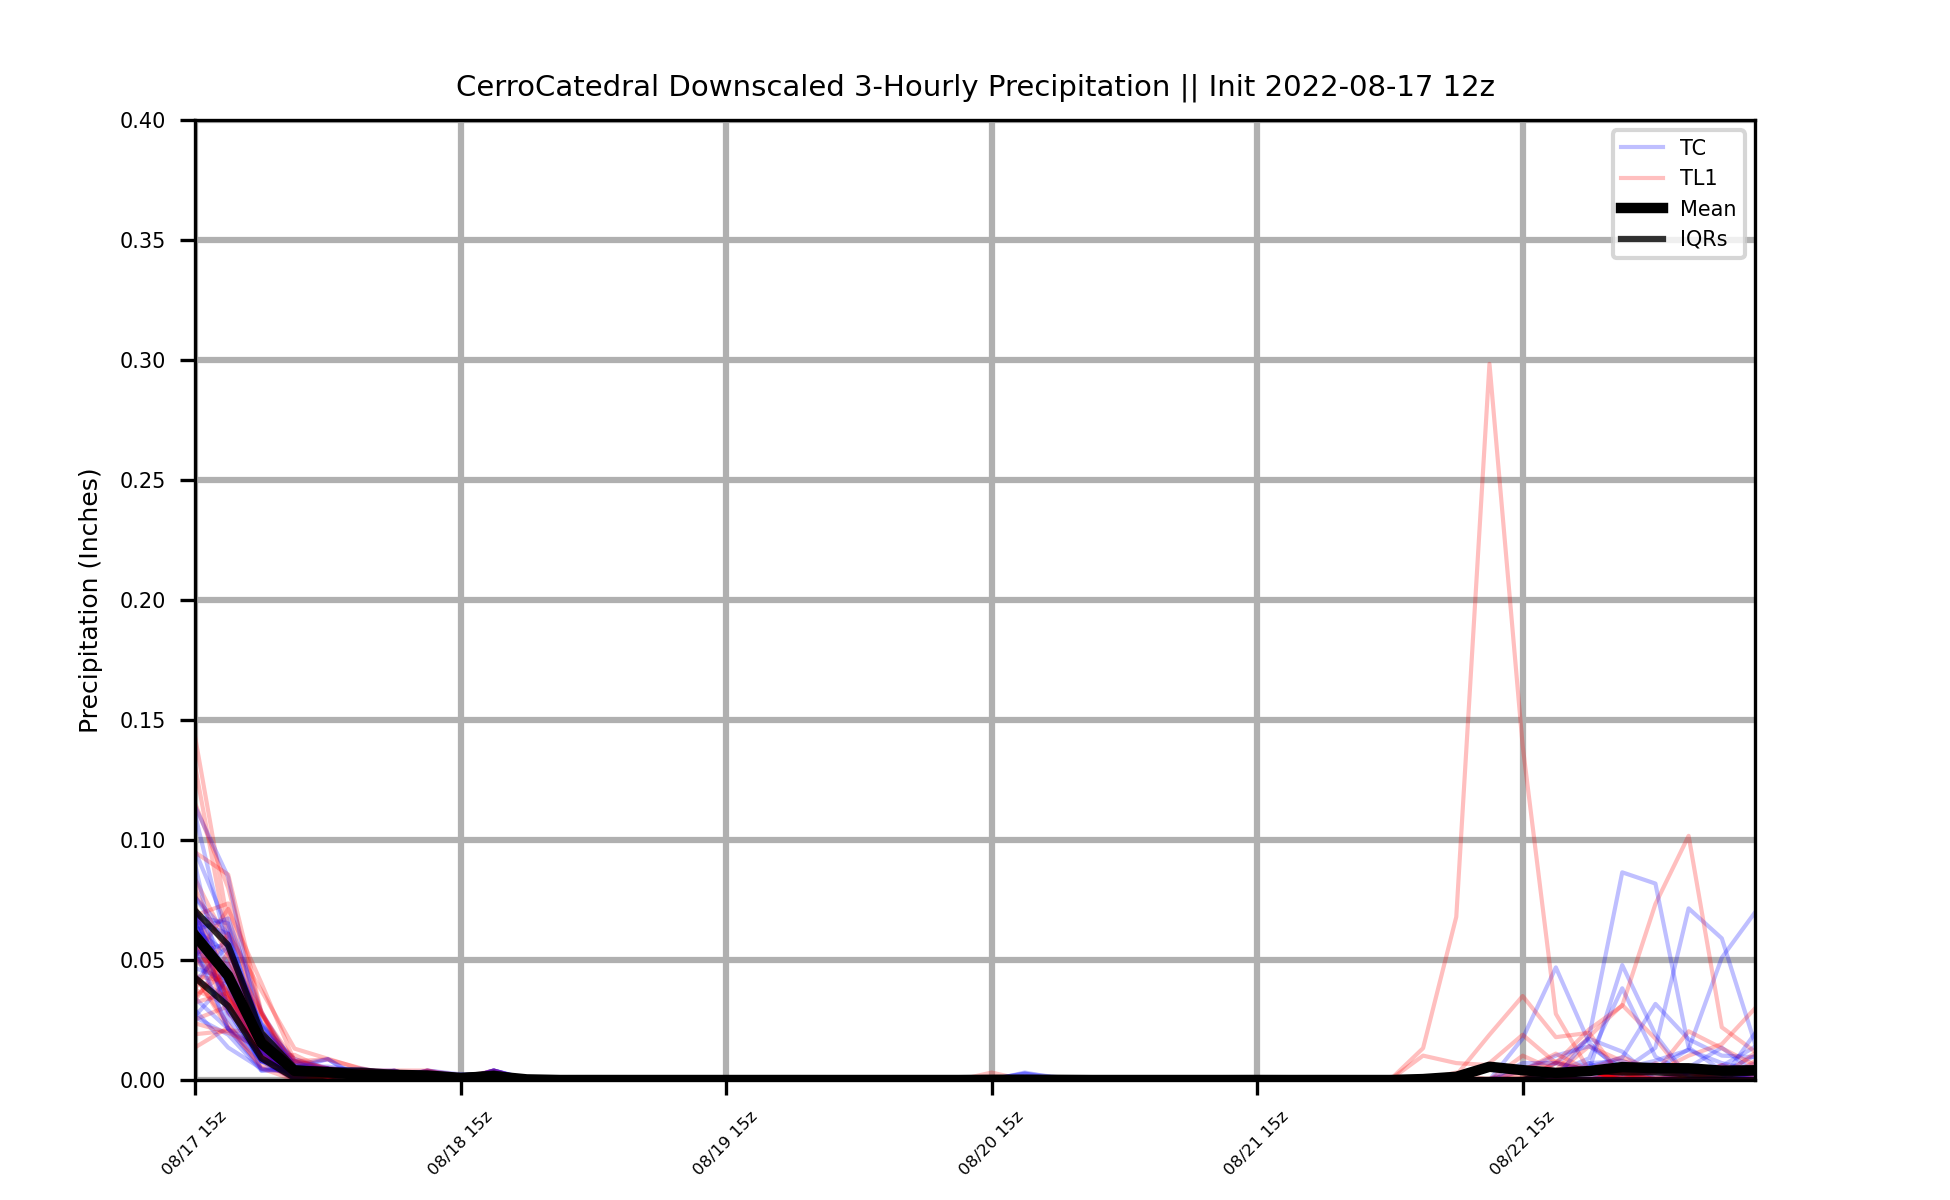 CerroCatedral Downscaled 3-Hourly Precipitation || Init 2022-08-17 12z
0.40
0.35
0.30
0.25
0.20
0.15
0.10
0.05
0.00
Precipitation (Inches)
TC
TL1
Mean
IQRs
08/17 15z
08/18 15z
08/19 15z
08/20 15z
08/21 15z
08/22 15z